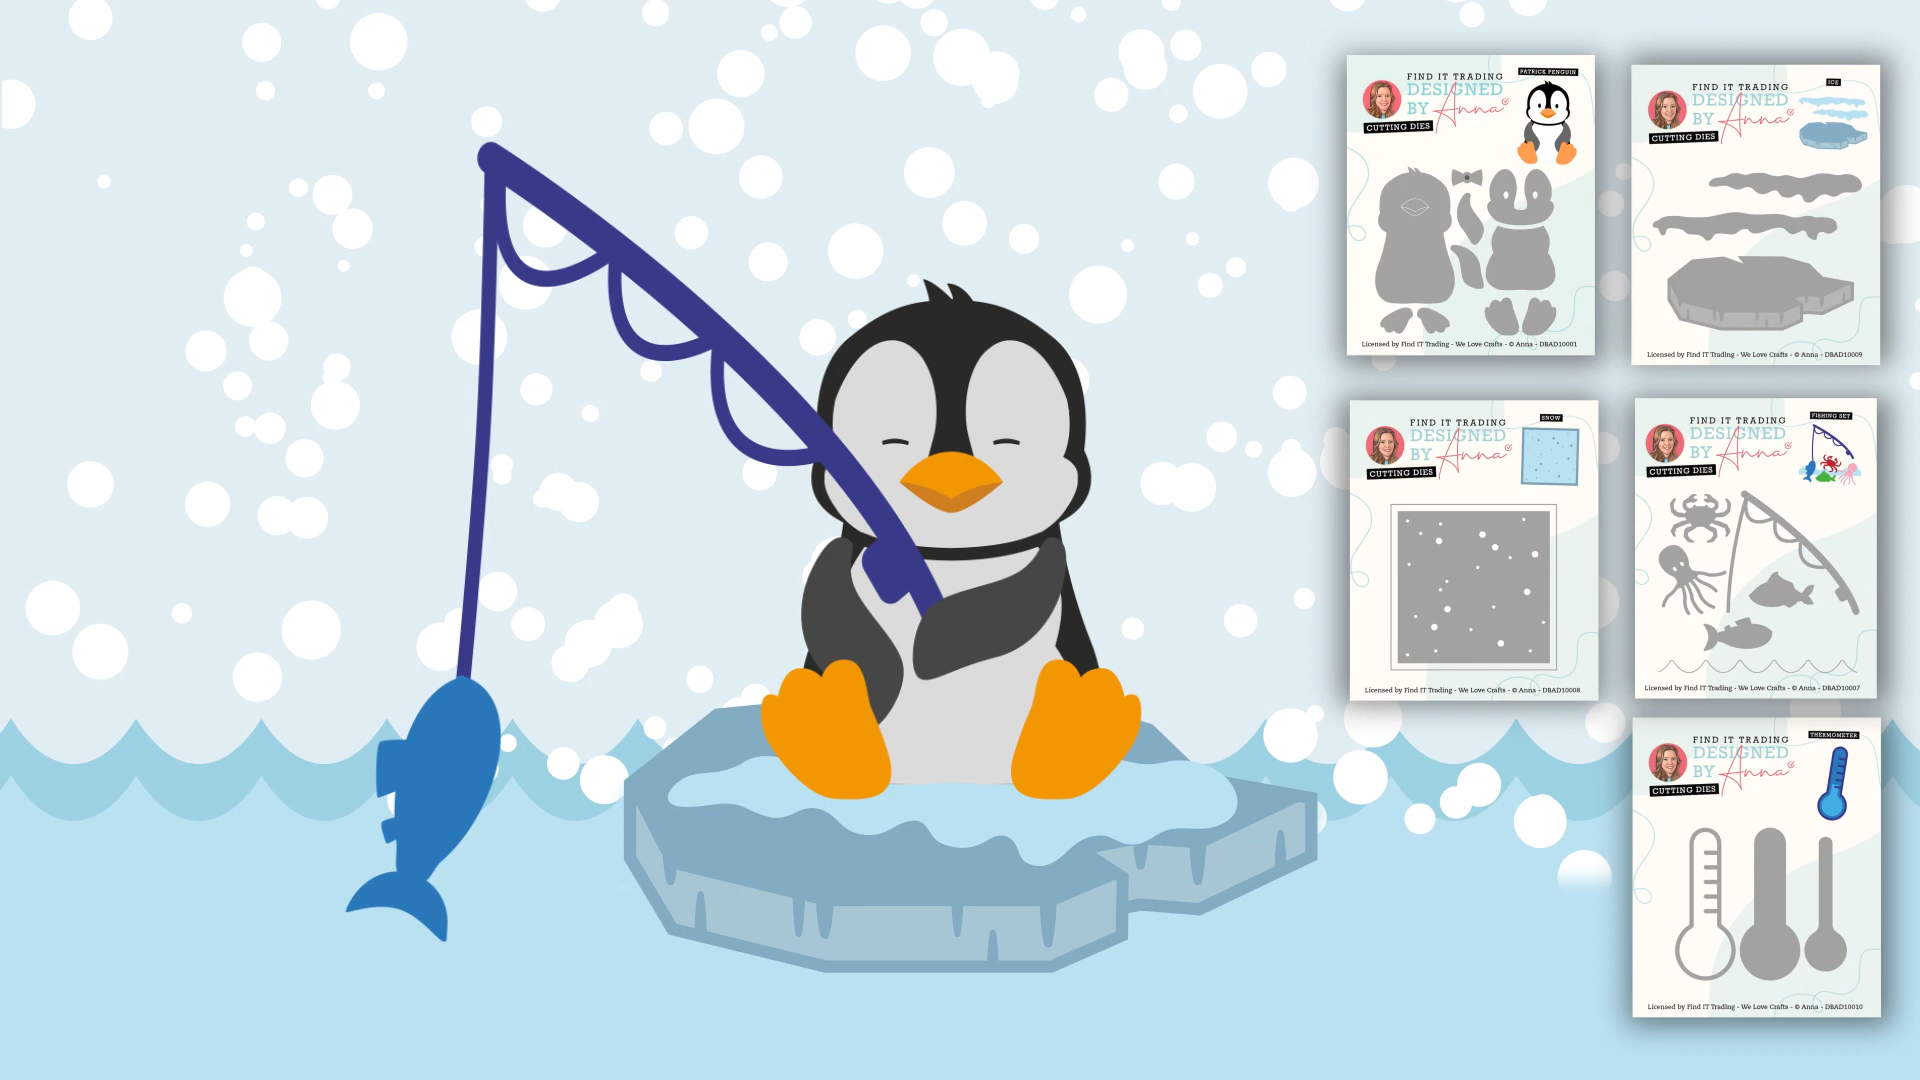 FIND IT TRADING
DESIGNED
BY Anna
CUTTING DIES
PATRICK PENGUIN
Licensed by Find IT Trading - We Love Crafts - © Anna - DBAD10001
FIND IT TRADING
DESIGNED
BY Anna
CUTTING DIES
ICE
Licensed by Find IT Trading - We Love Crafts - © Anna - DBAD10009
FIND IT TRADING
DESIGNED
BY Anna
CUTTING DIES
SNOW
Licensed by Find IT Trading - We Love Crafts - © Anna - DBAD10008
FIND IT TRADING
DESIGNED
BY Anna
CUTTING DIES
FISHING SET
Licensed by Find IT Trading - We Love Crafts - © Anna - DBAD10007
FIND IT TRADING
DESIGNED
BY Anna
CUTTING DIES
THERMOMETER
Licensed by Find IT Trading - We Love Crafts - © Anna - DBAD10010